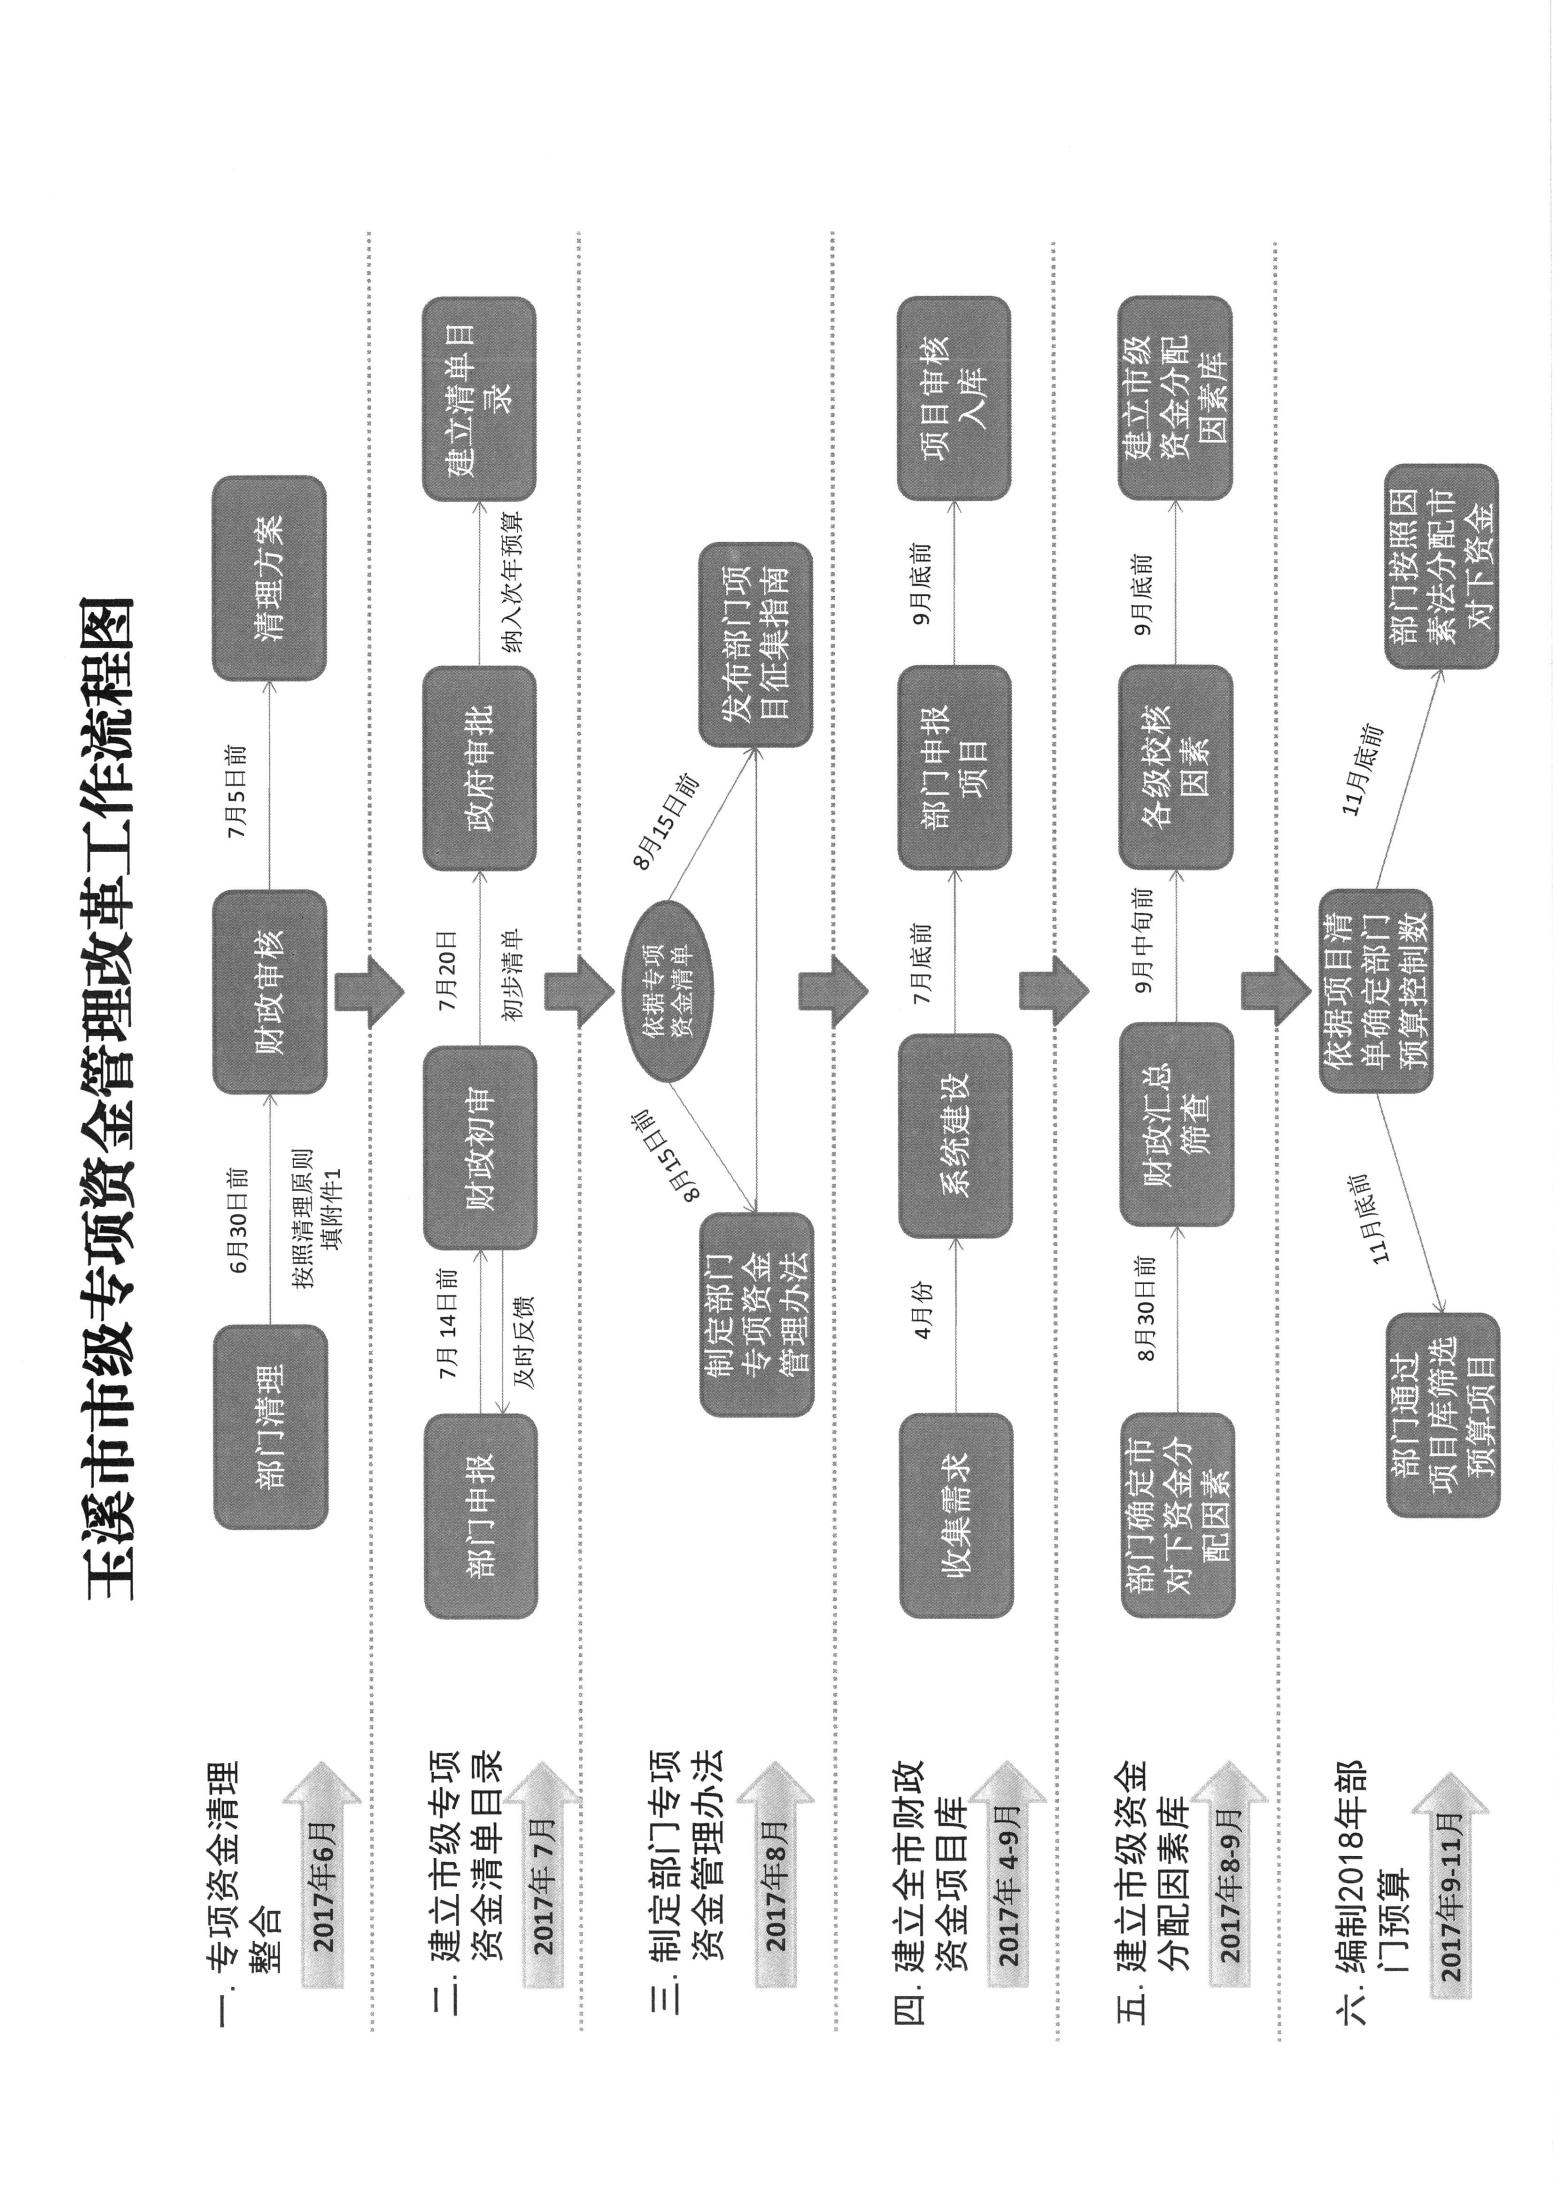 玉溪市市级专项资金管理改革工作流程图
一. 专项资金清理
整合
2017年6月
部门清理
6月30日前
按照清理原则
填附件1
财政审核
7月5日前
清理方案
二. 建立市级专项
资金清单目录
2017年 7月
部门申报
7月 14日前
及时反馈
财政初审
7月20日
初步清单
政府审批
纳入次年预算
建立清单目
录
三. 制定部门专项
资金管理办法
2017年8月
依据专项
资金清单
8月15日前
8月15日前
制定部门
专项资金
管理办法
发布部门项
目征集指南
四. 建立全市财政
资金项目库
2017年 4-9月
收集需求
4月份
系统建设
7月底前
部门申报
项目
9月底前
项目审核
入库
五. 建立市级资金
分配因素库
2017年8-9月
部门确定市
对下资金分
配因素
8月30日前
财政汇总
筛查
9月中旬前
各级校核
因素
9月底前
建立市级
资金分配
因素库
六. 编制2018年部
门预算
2017年9-11月
依据项目清
单确定部门
预算控制数
11月底前
11月底前
部门通过
项目库筛选
预算项目
部门按照因
素法分配市
对下资金